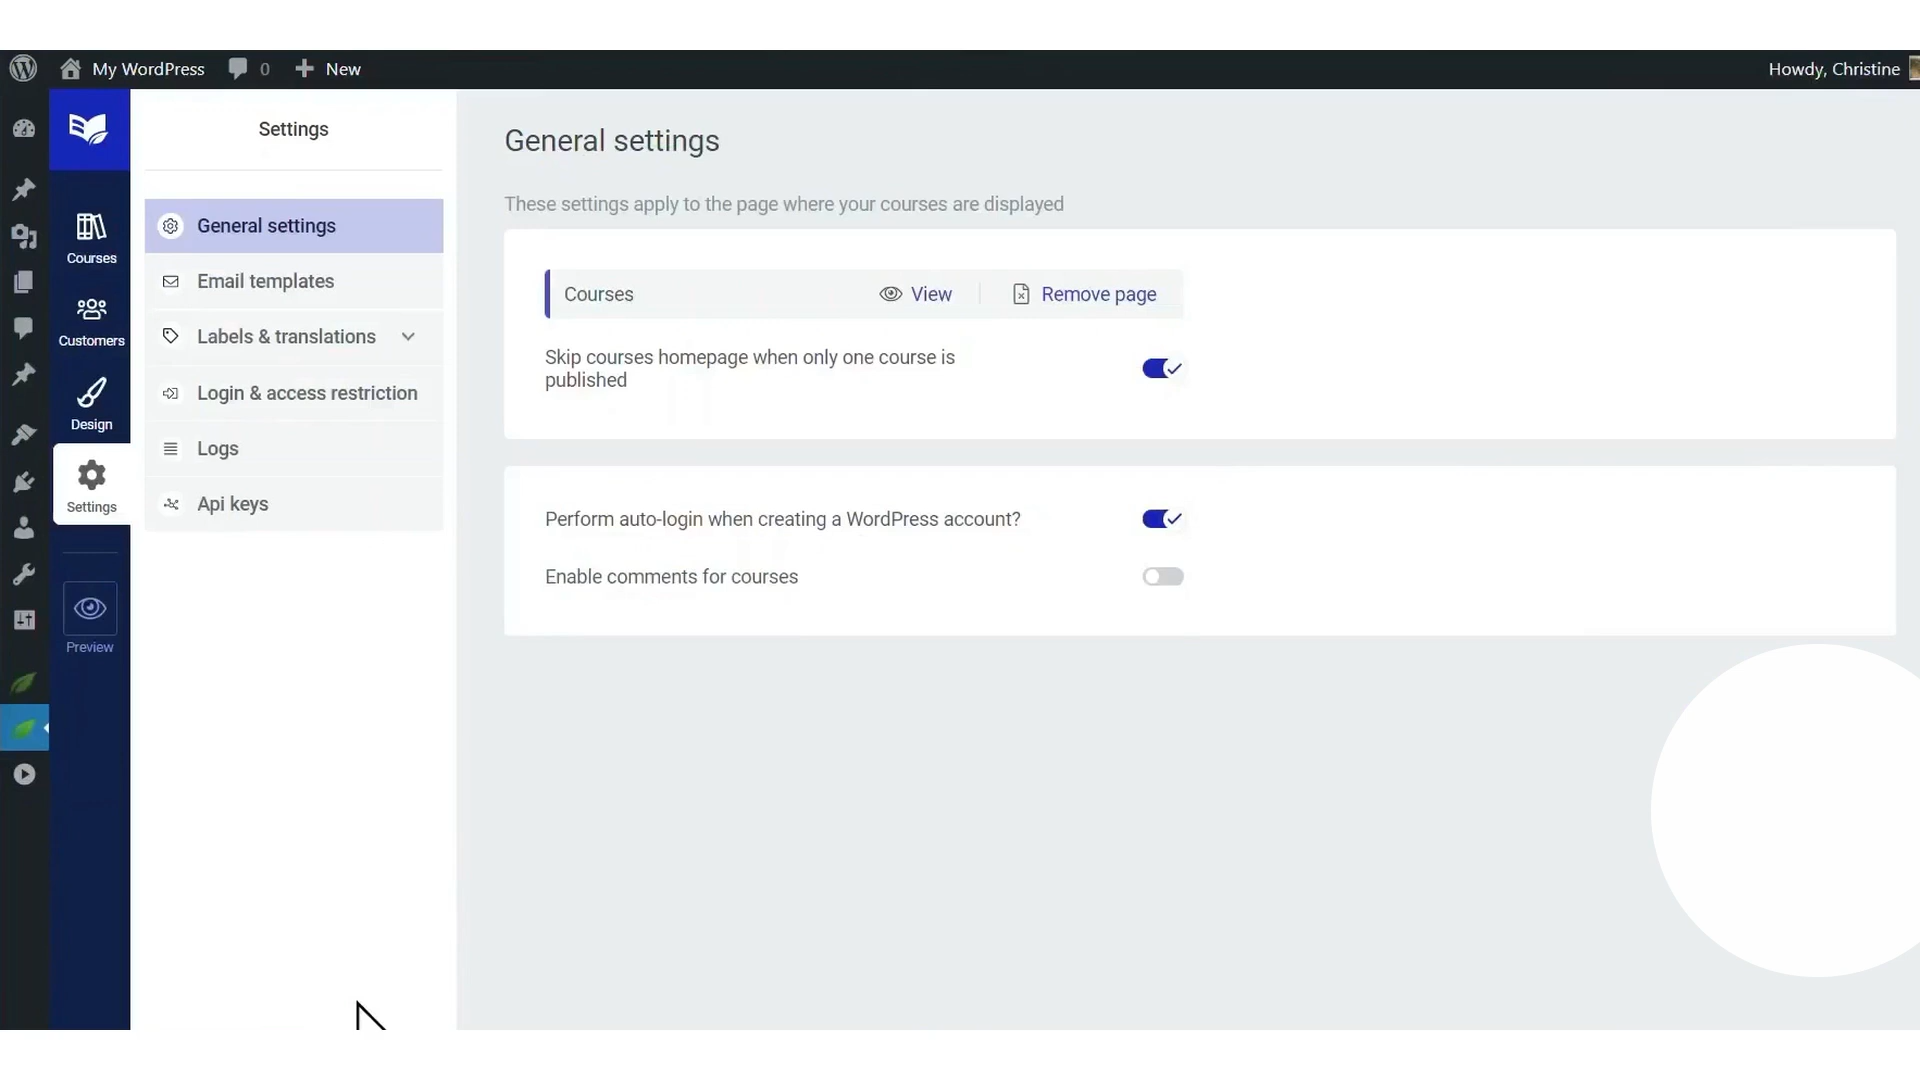 My WordPress
0
New
Howdy, Christine
Settings
General settings
Email templates
Labels & translations
Login & access restriction
Logs
Api keys
Courses
Customers
Design
Settings
Preview
General settings
These settings apply to the page where your courses are displayed
Courses
View
Remove page
Skip courses homepage when only one course is
published
Perform auto-login when creating a WordPress account?
Enable comments for courses